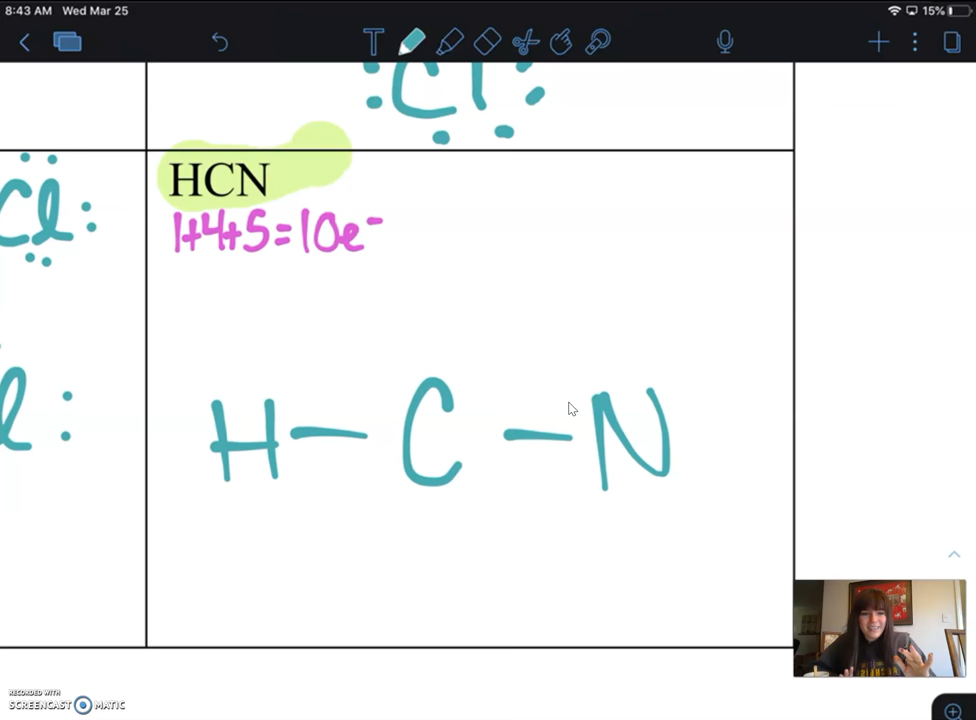 8:43 AM Wed Mar 25
15%
T
:Cl:
Cl:
HCN
1+4+5=10e-
l:
H-C-N
RECORDED WITH
SCREENCAST MATIC